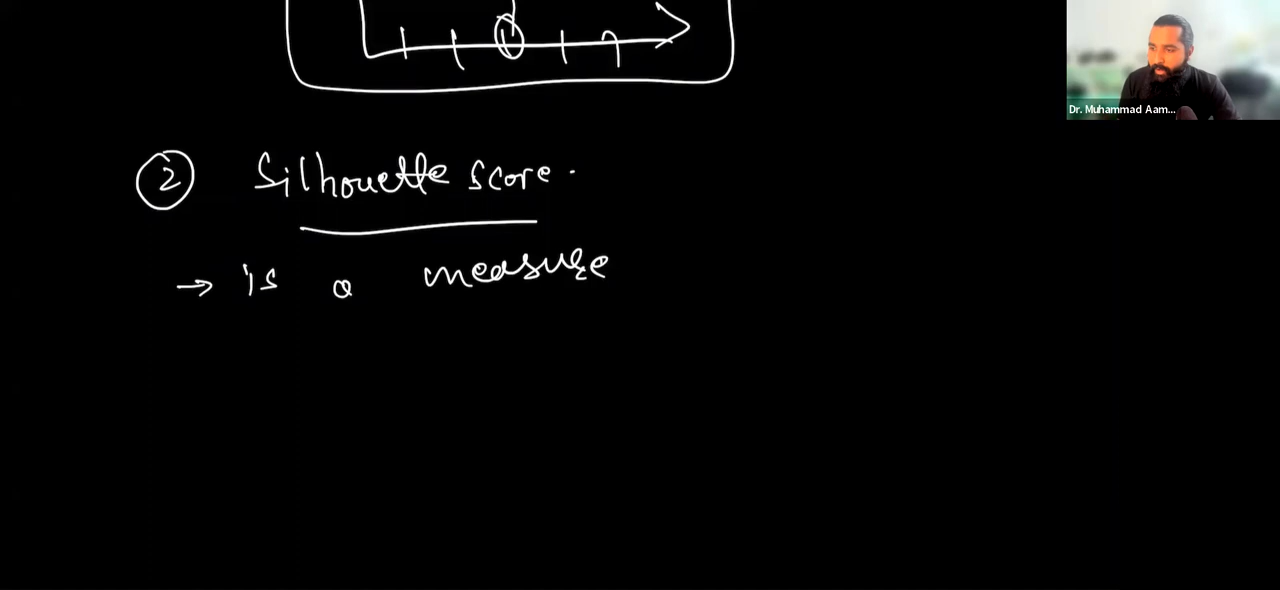 Dr. Muhammad Aam...
② Silhouette score.
→ is a measure